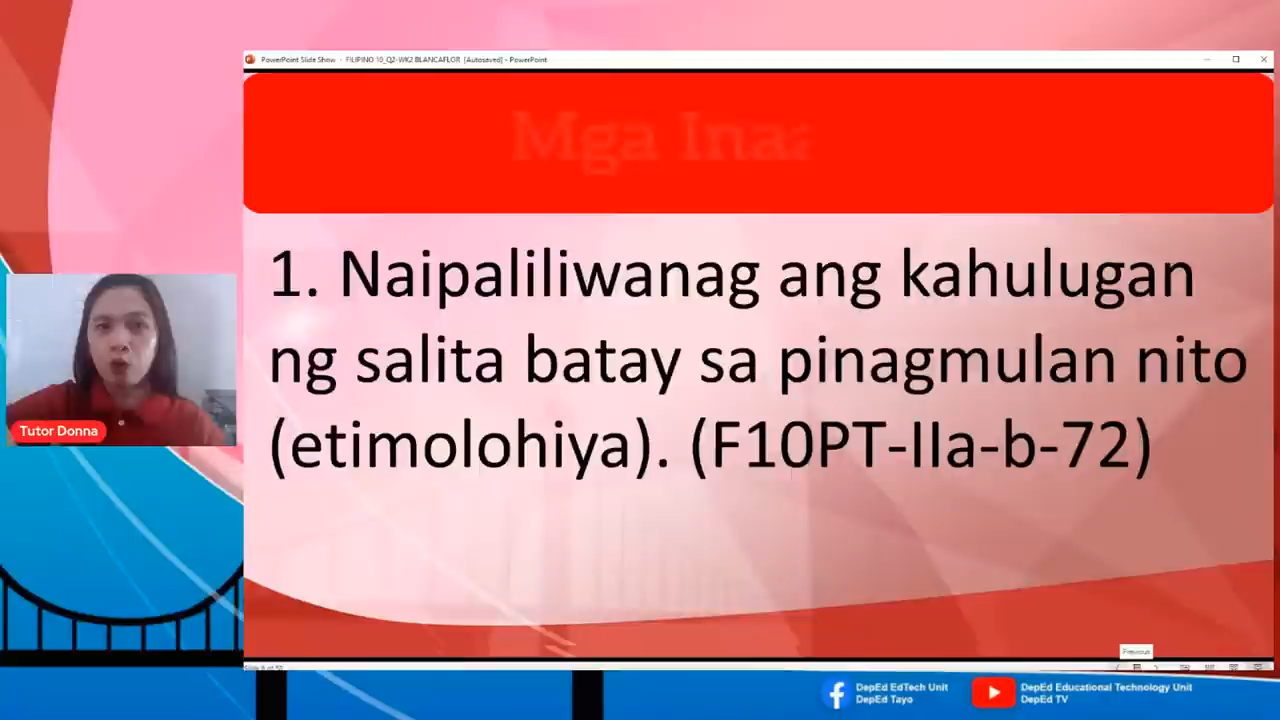 PowerPoint Slide Show - FILIPINO 10_Q2-WK2 BLANCAFLOR [Autosaved] - PowerPoint
Mga Ina
1. Naipaliliwanag ang kahulugan
ng salita batay sa pinagmulan nito
(etimolohiya). (F10PT-IIa-b-72)
Tutor Donna
Previous
DepEd EdTech Unit
DepEd Tayo
DepEd Educational Technology Unit
DepEd TV